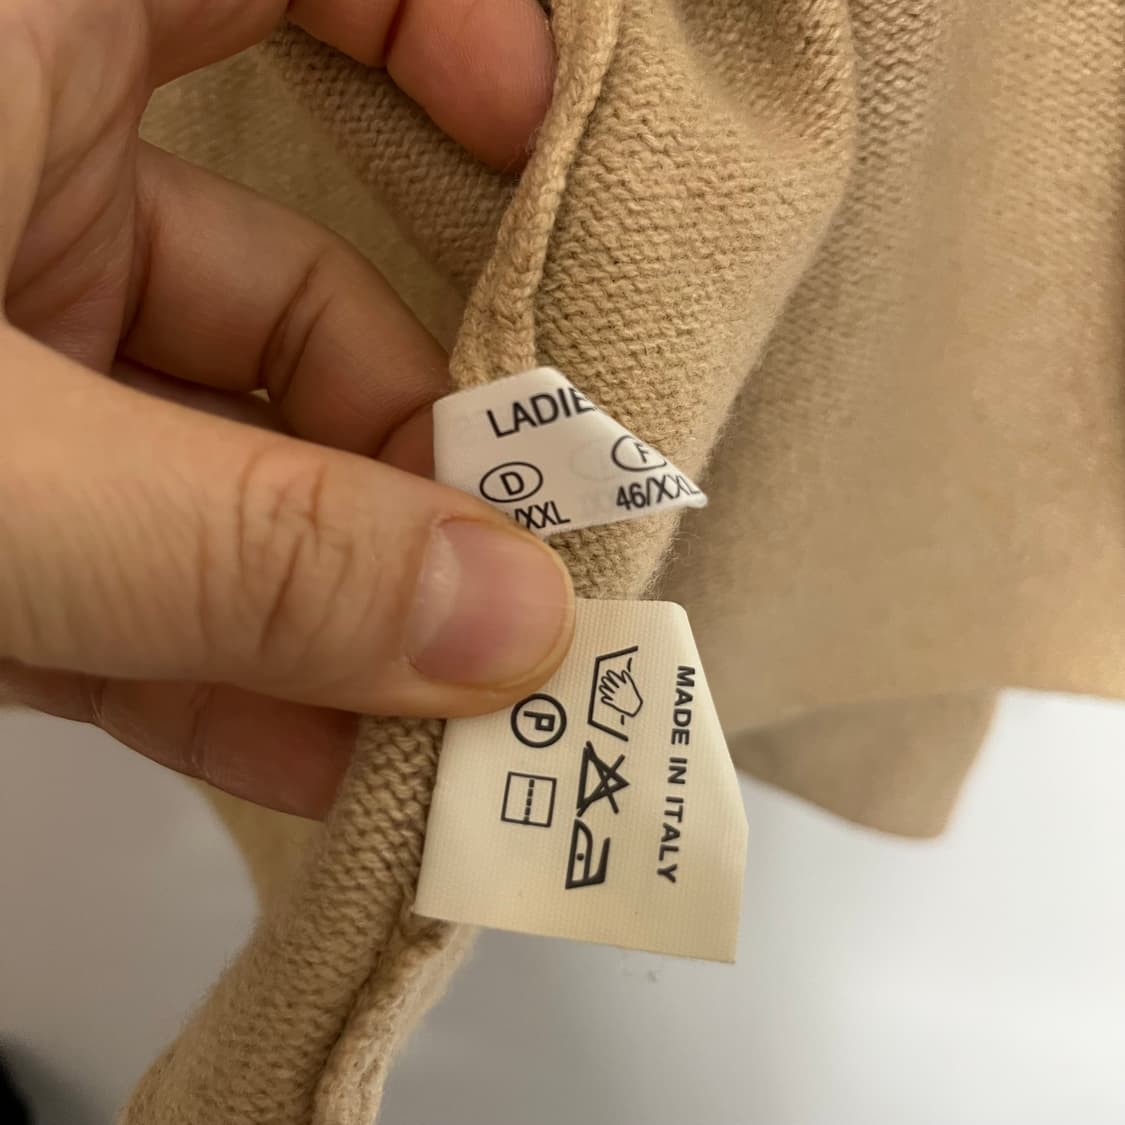 LADIE
D F
/XXL 46/XXL
MADE IN ITALY
P